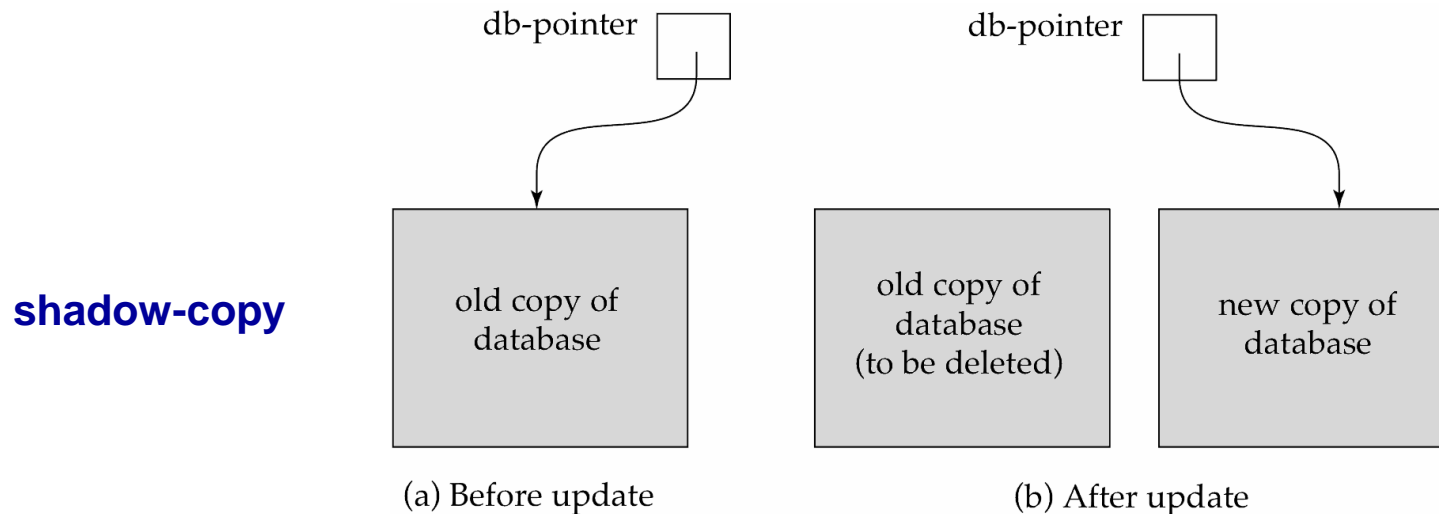 db-pointer
db-pointer
shadow-copy
old copy of
database
old copy of
database
(to be deleted)
new copy of
database
(a) Before update
(b) After update